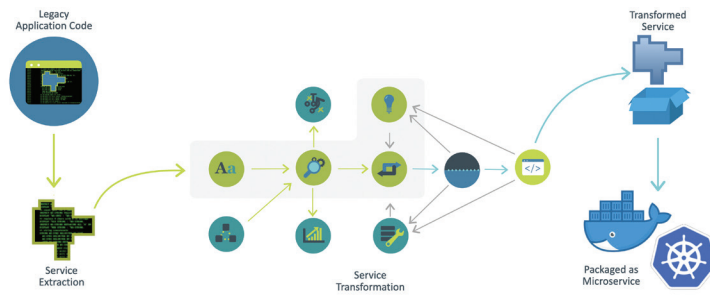 Legacy
Application Code
Transformed
Service
Aa
</>
Service
Extraction
Service
Transformation
Packaged as
Microservice